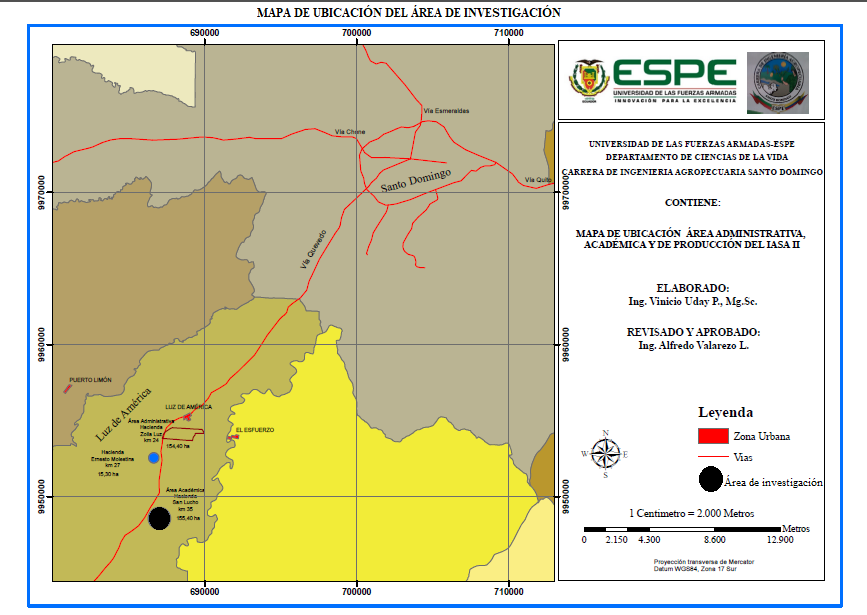 MAPA DE UBICACIÓN DEL ÁREA DE INVESTIGACIÓN
690000
700000
710000
ESPE
UNIVERSIDAD DE LAS FUERZAS ARMADAS
INNOVACIÓN PARA LA EXCELENCIA
Vía Esmeraldas
Vía Chone
Santo Domingo
Vía Quito
9970000
9970000
Vía Quevedo
UNIVERSIDAD DE LAS FUERZAS ARMADAS-ESPE
DEPARTAMENTO DE CIENCIAS DE LA VIDA
CARRERA DE INGENIERIA AGROPECUARIA SANTO DOMINGO
CONTIENE:
MAPA DE UBICACIÓN ÁREA ADMINISTRATIVA,
ACADÉMICA Y DE PRODUCCIÓN DEL IASA II
ELABORADO:
Ing. Vinicio Uday P., Mg.Sc.
REVISADO Y APROBADO:
Ing. Alfredo Valarezo L.
9960000
9960000
PUERTO LIMÓN
Luz de América
LUZ DE AMÉRICA
Área Administrativa
Hacienda
Zoila Luz
km 24
154,40 ha
EL ESFUERZO
Hacienda
Ernesto Molestina
km 27
15,30 ha
Área Académica
Hacienda
San Lucho
km 35
155,40 ha
9950000
9950000
Leyenda
Zona Urbana
Vias
Área de investigación
N
W
E
S
1 Centimetro = 2.000 Metros
Metros
0 2.150 4.300 8.600 12.900
Proyección transversa de Mercator
Datum WGS84, Zona 17 Sur
690000
700000
710000